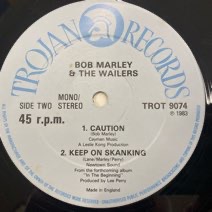 TROJAN RECORDS
BOB MARLEY
& THE WAILERS
MONO/
SIDE TWO STEREO
TROT 9074
45 r.p.m.
℗ 1983
1. CAUTION
(Bob Marley)
Cayman Music
A Leslie Kong Production
2. KEEP ON SKANKING
(Lane/Marley/Perry)
Newtown Sound
From the forthcoming album
"In The Beginning"
Produced by Lee Perry
Made in England